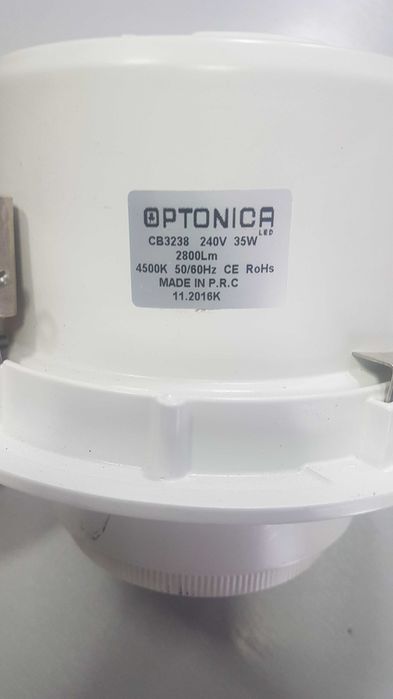 OPTONICA
LED
CB3238 240V 35W
2800Lm
4500K 50/60Hz CE RoHs
MADE IN P.R.C
11.2016K